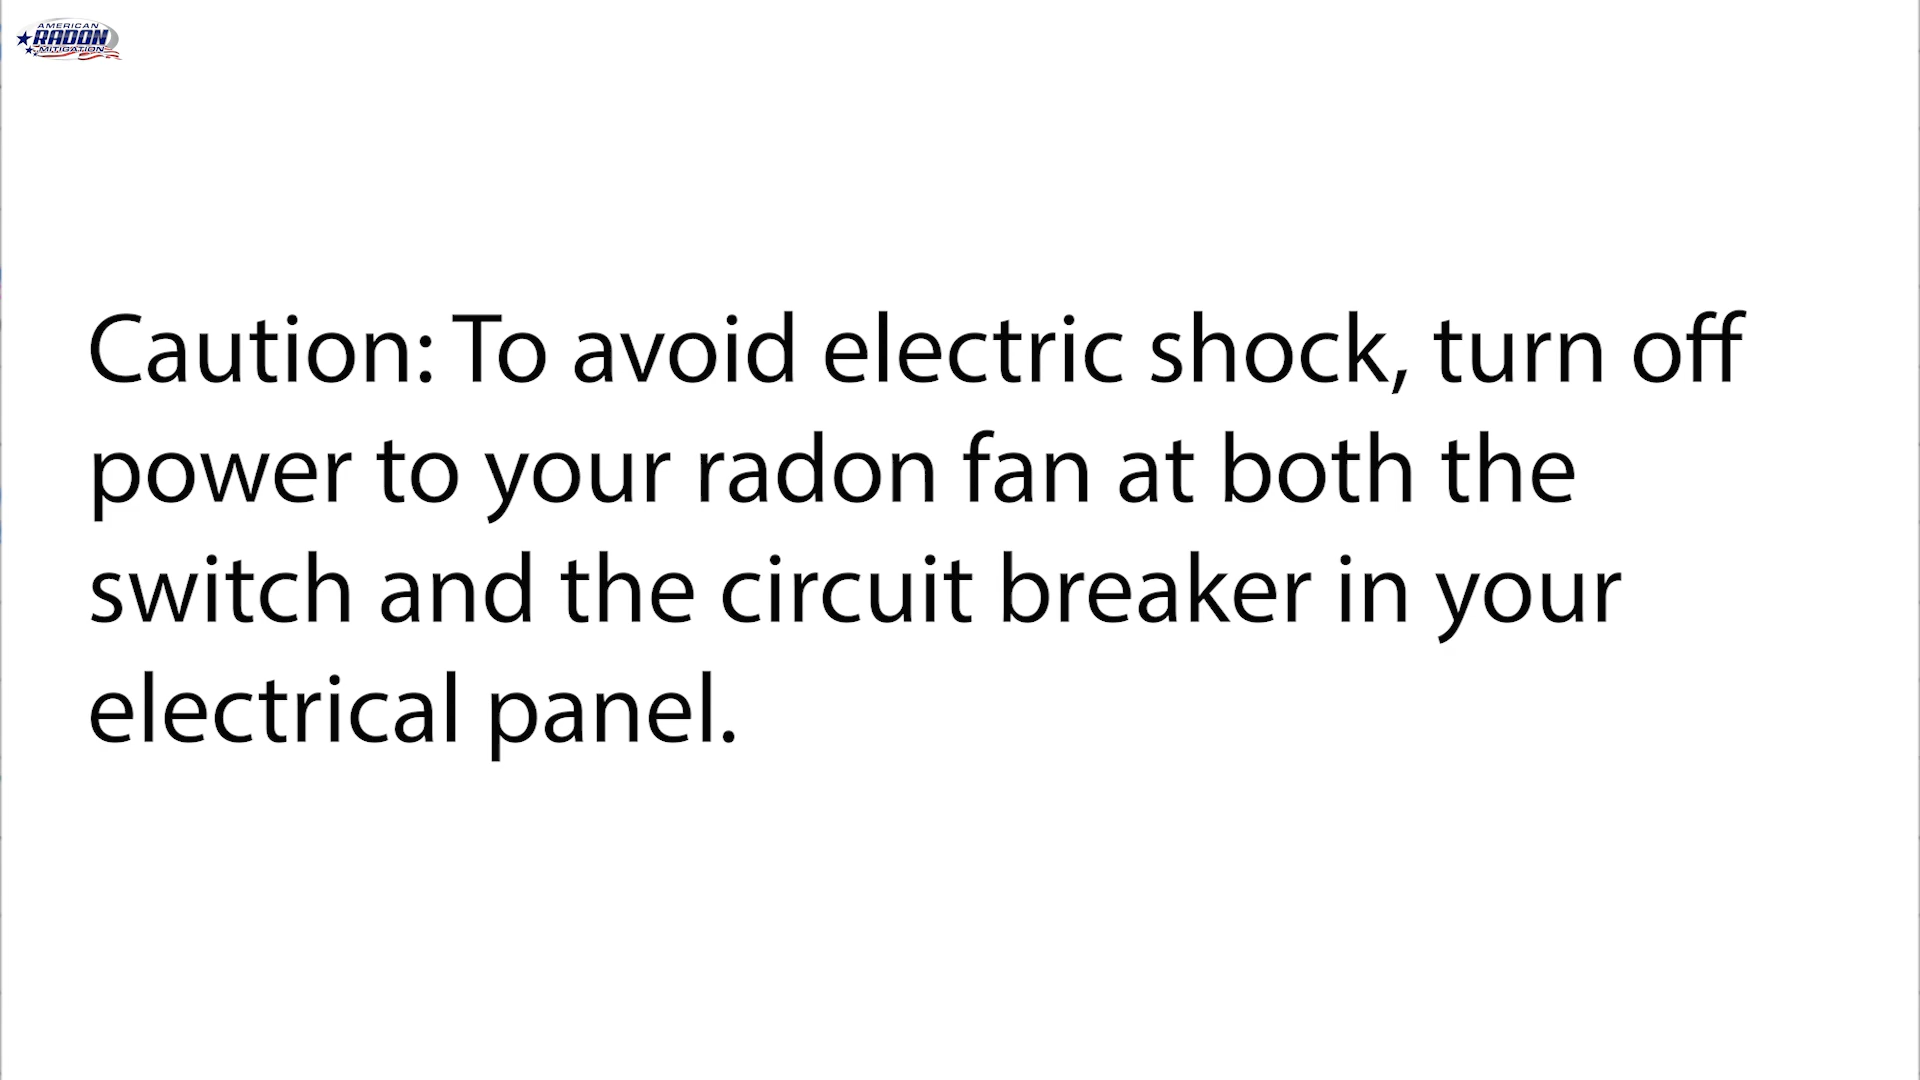 AMERICAN
RADON
MITIGATION
Caution: To avoid electric shock, turn off
power to your radon fan at both the
switch and the circuit breaker in your
electrical panel.